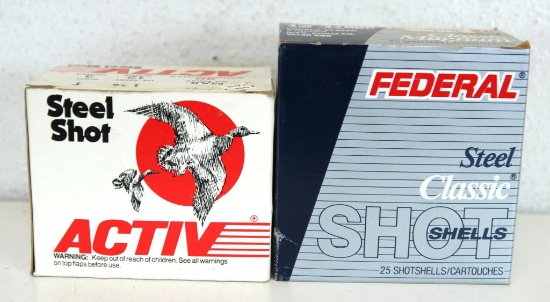 ACTIV
Steel
Shot
ACTIV®
WARNING: Keep out of reach of children. See all warnings
on top flaps before use.
FEDERAL®
Steel
Classic®
SHOT
SHELLS
25 SHOTSHELLS/CARTOUCHES